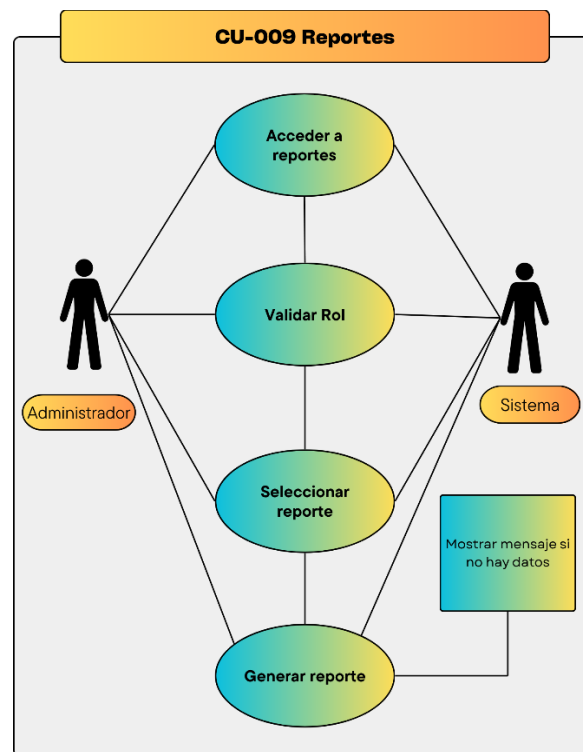 CU-009 Reportes
Acceder a
reportes
Validar Rol
Administrador
Sistema
Seleccionar
reporte
Mostrar mensaje si
no hay datos
Generar reporte